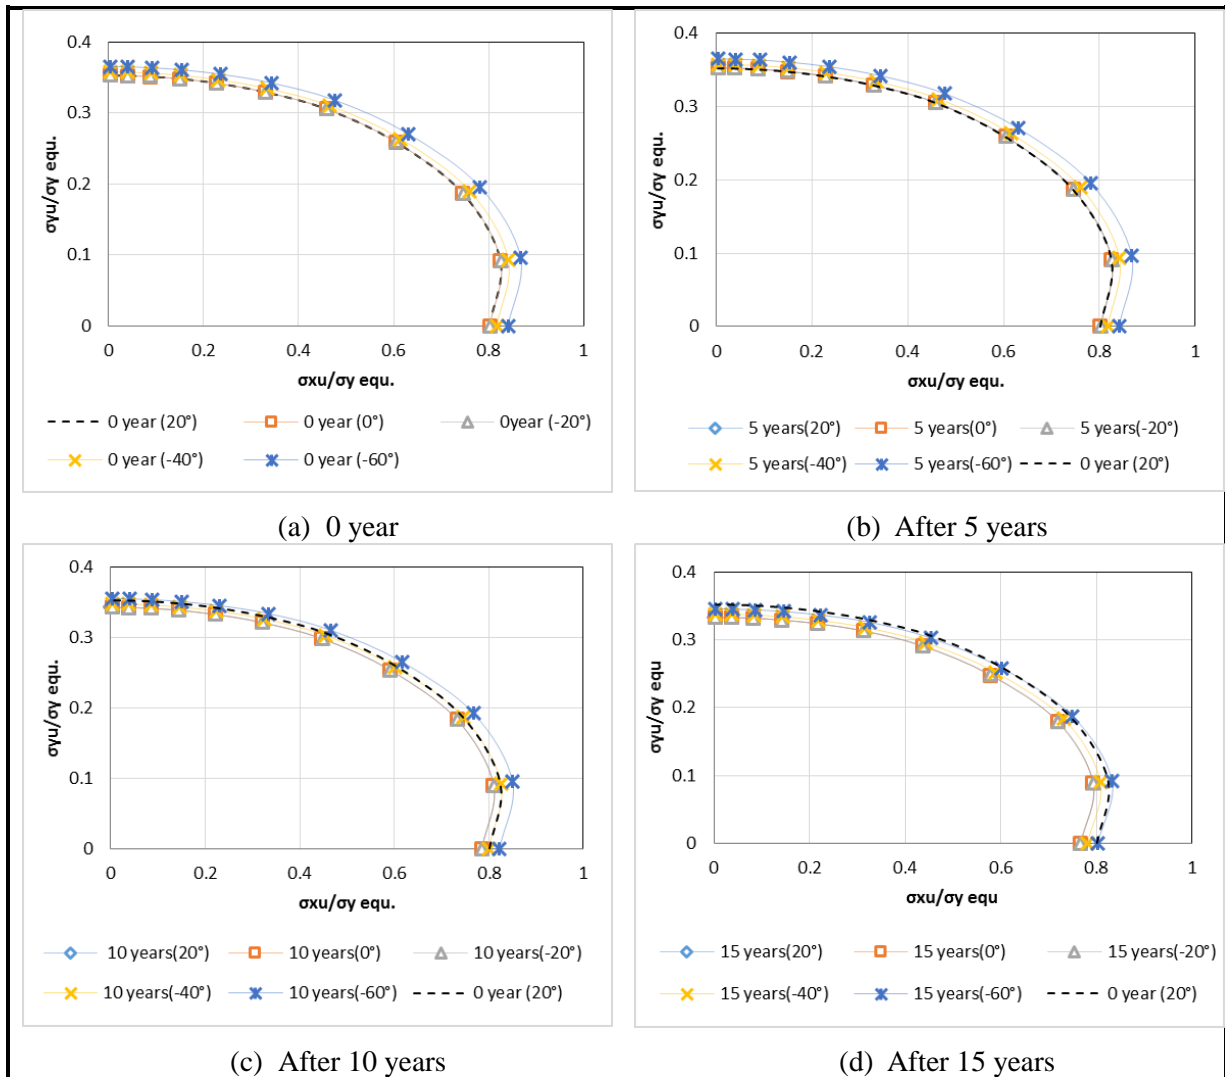 0.4
0.3
0.2
0.1
0
σyu/σy equ.
0 0.2 0.4 0.6 0.8 1
σxu/σy equ.
0 year (20°) 0 year (0°) 0year (-20°)
0 year (-40°) 0 year (-60°)
(a) 0 year
0.4
0.3
0.2
0.1
0
σyu/σy equ.
0 0.2 0.4 0.6 0.8 1
σxu/σy equ.
5 years(20°) 5 years(0°) 5 years(-20°)
5 years(-40°) 5 years(-60°) 0 year (20°)
(b) After 5 years
0.4
0.3
0.2
0.1
0
σyu/σy equ.
0 0.2 0.4 0.6 0.8 1
σxu/σy equ.
10 years(20°) 10 years(0°) 10 years(-20°)
10 years(-40°) 10 years(-60°) 0 year (20°)
(c) After 10 years
0.4
0.3
0.2
0.1
0
σyu/σy equ
0 0.2 0.4 0.6 0.8 1
σxu/σy equ
15 years(20°) 15 years(0°) 15 years(-20°)
15 years(-40°) 15 years(-60°) 0 year (20°)
(d) After 15 years